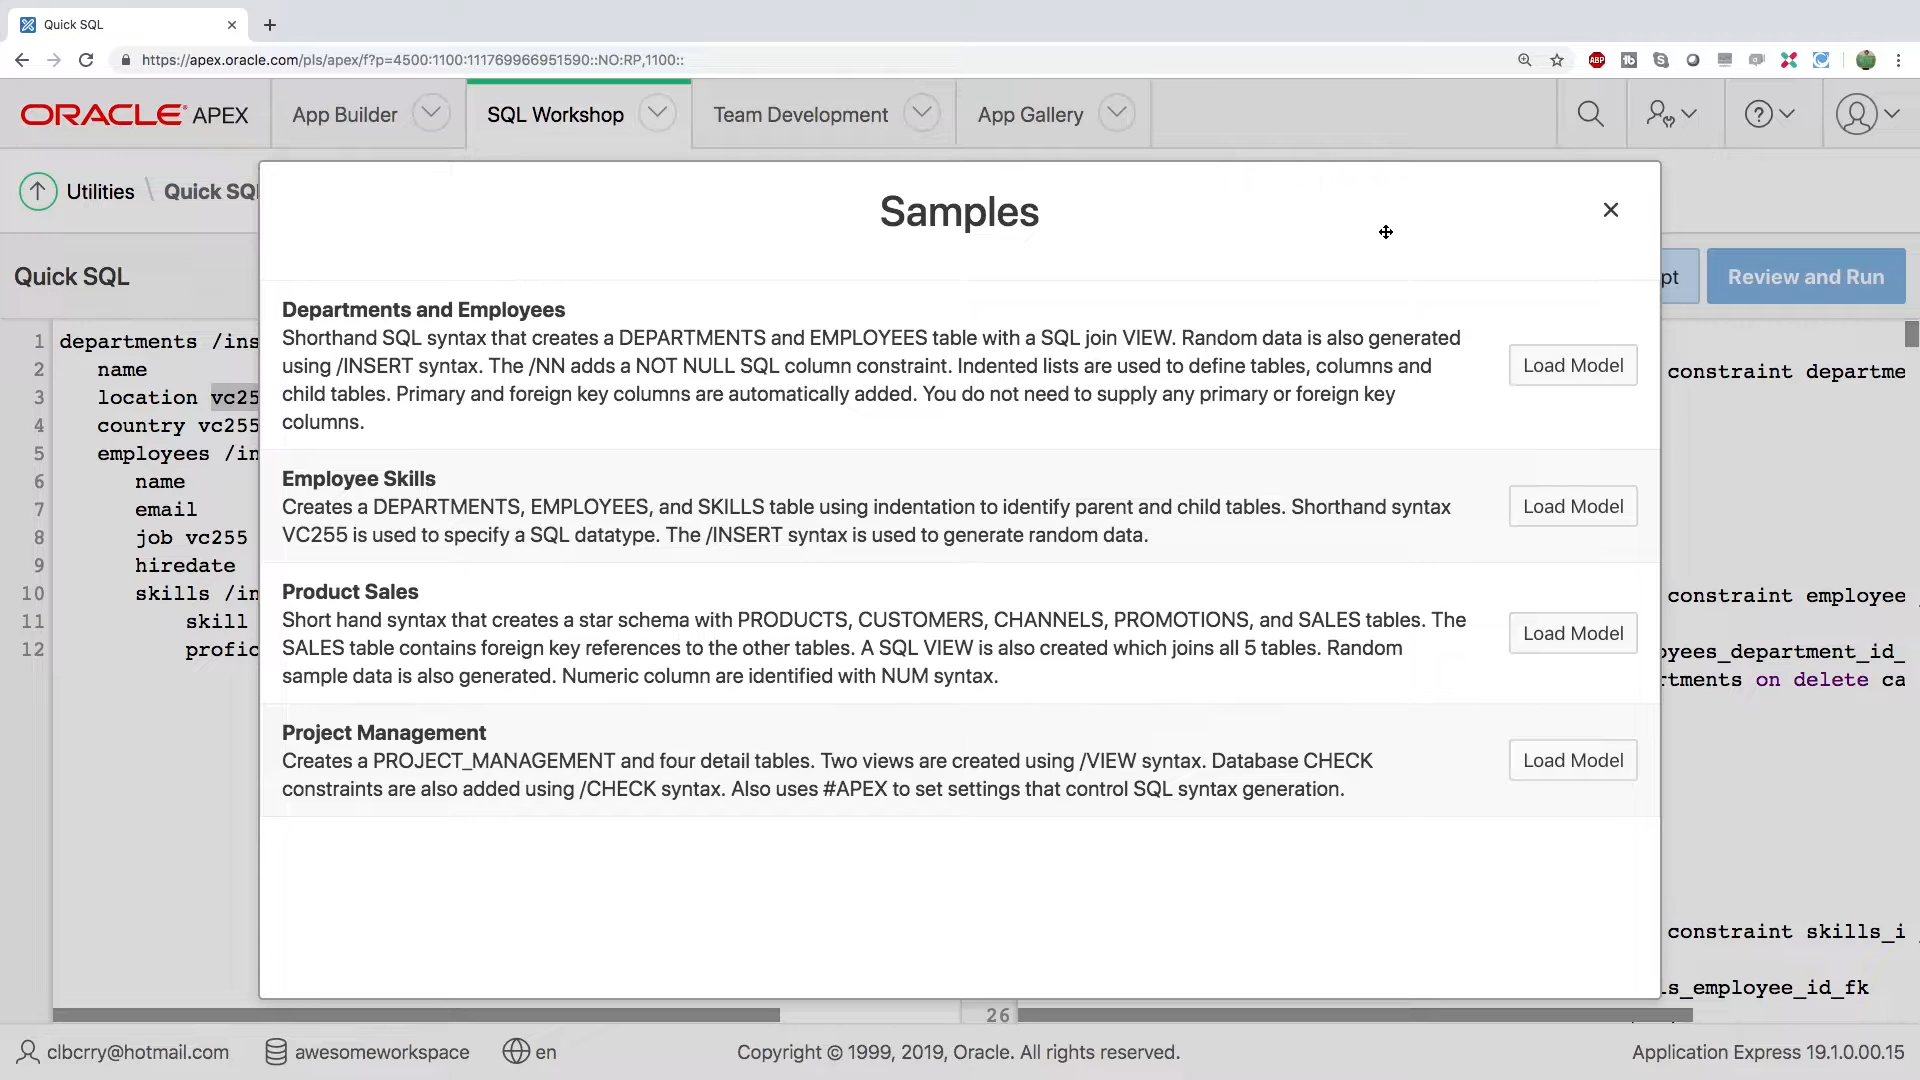 Quick SQL
https://apex.oracle.com/pls/apex/f?p=4500:1100:111769966951590::NO:RP,1100::
ABP
ORACLE APEX
App Builder
SQL Workshop
Team Development
App Gallery
Utilities \ Quick SQL
Samples
Quick SQL
pt
Review and Run
1 departments /ins
2 name
3 location vc25
4 country vc255
5 employees /in
6 name
7 email
8 job vc255
9 hiredate
10 skills /in
11 skill
12 profic
Departments and Employees
Shorthand SQL syntax that creates a DEPARTMENTS and EMPLOYEES table with a SQL join VIEW. Random data is also generated
using /INSERT syntax. The /NN adds a NOT NULL SQL column constraint. Indented lists are used to define tables, columns and
child tables. Primary and foreign key columns are automatically added. You do not need to supply any primary or foreign key
columns.
Load Model
Employee Skills
Creates a DEPARTMENTS, EMPLOYEES, and SKILLS table using indentation to identify parent and child tables. Shorthand syntax
VC255 is used to specify a SQL datatype. The /INSERT syntax is used to generate random data.
Load Model
Product Sales
Short hand syntax that creates a star schema with PRODUCTS, CUSTOMERS, CHANNELS, PROMOTIONS, and SALES tables. The
SALES table contains foreign key references to the other tables. A SQL VIEW is also created which joins all 5 tables. Random
sample data is also generated. Numeric column are identified with NUM syntax.
Load Model
Project Management
Creates a PROJECT_MANAGEMENT and four detail tables. Two views are created using /VIEW syntax. Database CHECK
constraints are also added using /CHECK syntax. Also uses #APEX to set settings that control SQL syntax generation.
Load Model
constraint departme
constraint employee
oyees_department_id_
rtments on delete ca
constraint skills_i
ls_employee_id_fk
26
clbcrry@hotmail.com
awesomeworkspace
en
Copyright © 1999, 2019, Oracle. All rights reserved.
Application Express 19.1.0.00.15